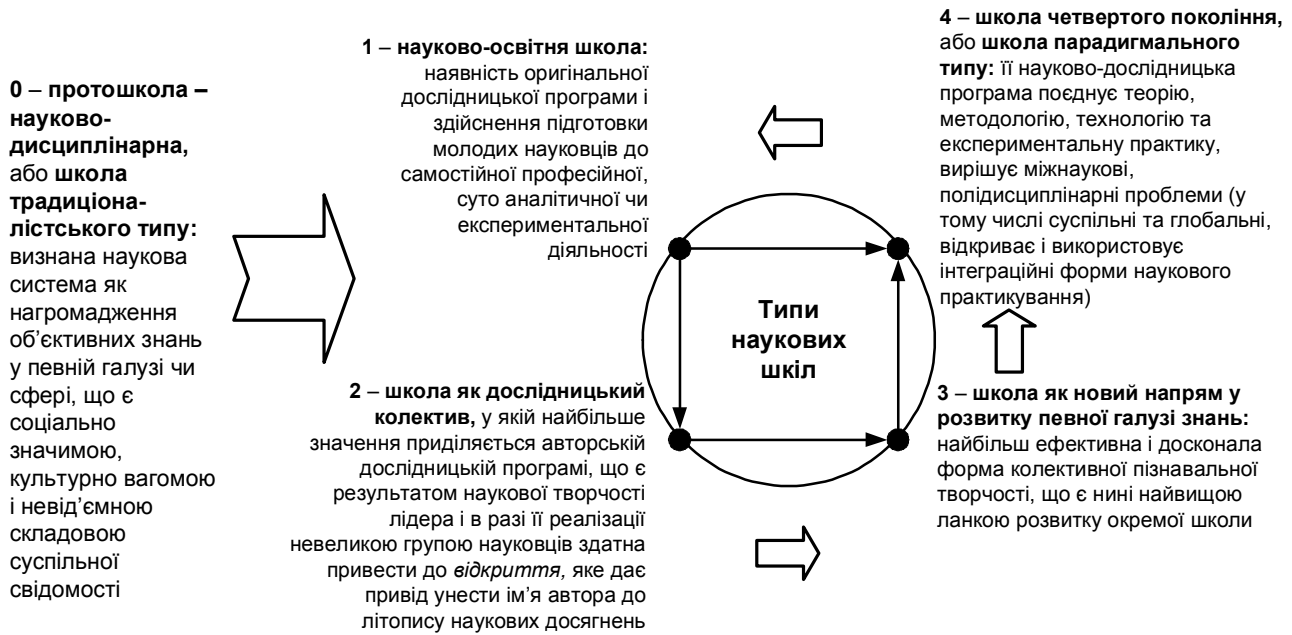 0 – протошкола –
науково-
дисциплінарна,
або школа
традиціона-
лістського типу:
визнана наукова
система як
нагромадження
об’єктивних знань
у певній галузі чи
сфері, що є
соціально
значимою,
культурно вагомою
і невід’ємною
складовою
суспільної
свідомості
1 – науково-освітня школа:
наявність оригінальної
дослідницької програми і
здійснення підготовки
молодих науковців до
самостійної професійної,
суто аналітичної чи
експериментальної
діяльності
2 – школа як дослідницький
колектив, у якій найбільше
значення приділяється авторській
дослідницькій програмі, що є
результатом наукової творчості
лідера і в разі її реалізації
невеликою групою науковців здатна
привести до відкриття, яке дає
привід унести ім’я автора до
літопису наукових досягнень
Типи
наукових
шкіл
4 – школа четвертого покоління,
або школа парадигмального
типу: її науково-дослідницька
програма поєднує теорію,
методологію, технологію та
експериментальну практику,
вирішує міжнаукові,
полідисциплінарні проблеми (у
тому числі суспільні та глобальні,
відкриває і використовує
інтеграційні форми наукового
практикування)
3 – школа як новий напрям у
розвитку певної галузі знань:
найбільш ефективна і досконала
форма колективної пізнавальної
творчості, що є нині найвищою
ланкою розвитку окремої школи